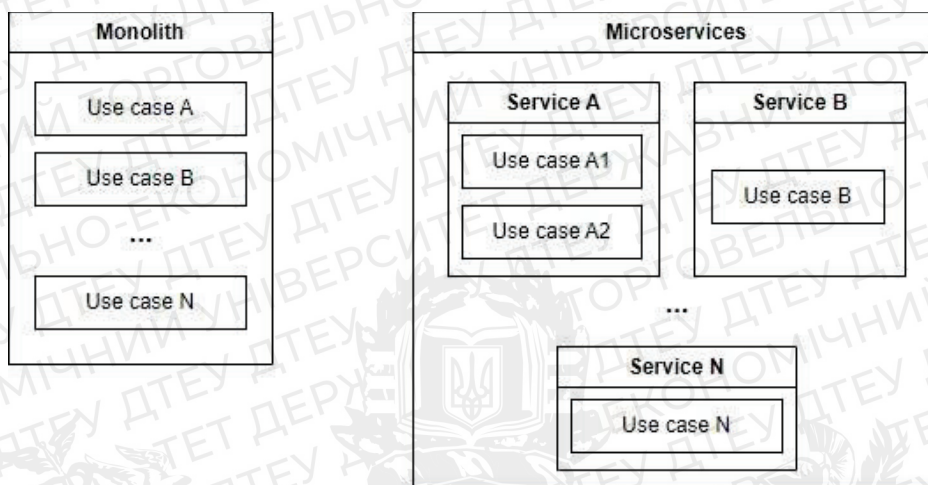 Monolith
Use case A
Use case B
...
Use case N
Microservices
Service A
Use case A1
Use case A2
Service B
Use case B
...
Service N
Use case N